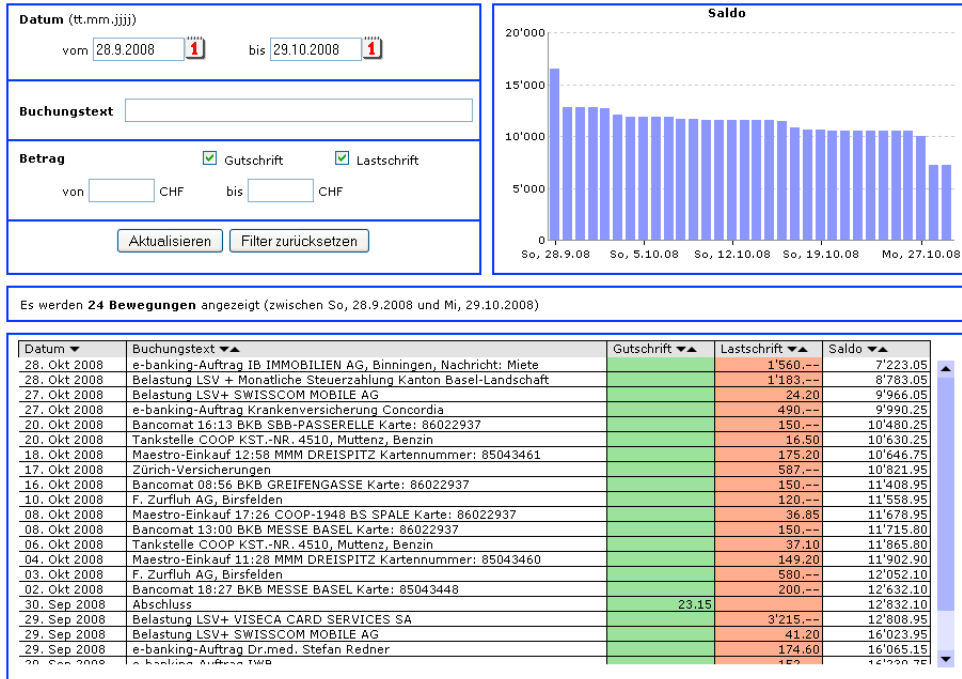 Datum (tt.mm.jjjj)
vom 28.9.2008 1 bis 29.10.2008 1
Buchungstext
Betrag Gutschrift Lastschrift
von CHF bis CHF
Aktualisieren Filter zurücksetzen
Saldo
20'000
15'000
10'000
5'000
0
So, 28.9.08 So, 5.10.08 So, 12.10.08 So, 19.10.08 Mo, 27.10.08
Es werden 24 Bewegungen angezeigt (zwischen So, 28.9.2008 und Mi, 29.10.2008)
Datum ▼ Buchungstext ▼▲ Gutschrift ▼▲ Lastschrift ▼▲ Saldo ▼▲
28. Okt 2008 e-banking-Auftrag IB IMMOBILIEN AG, Binningen, Nachricht: Miete 1'560.-- 7'223.05
28. Okt 2008 Belastung LSV + Monatliche Steuerzahlung Kanton Basel-Landschaft 1'183.-- 8'783.05
27. Okt 2008 Belastung LSV+ SWISSCOM MOBILE AG 24.20 9'966.05
27. Okt 2008 e-banking-Auftrag Krankenversicherung Concordia 490.-- 9'990.25
20. Okt 2008 Bancomat 16:13 BKB SBB-PASSERELLE Karte: 86022937 150.-- 10'480.25
20. Okt 2008 Tankstelle COOP KST.-NR. 4510, Muttenz, Benzin 16.50 10'630.25
18. Okt 2008 Maestro-Einkauf 12:58 MMM DREISPITZ Kartennummer: 85043461 175.20 10'646.75
17. Okt 2008 Zürich-Versicherungen 587.-- 10'821.95
16. Okt 2008 Bancomat 08:56 BKB GREIFENGASSE Karte: 86022937 150.-- 11'408.95
10. Okt 2008 F. Zurfluh AG, Birsfelden 120.-- 11'558.95
08. Okt 2008 Maestro-Einkauf 17:26 COOP-1948 BS SPALE Karte: 86022937 36.85 11'678.95
08. Okt 2008 Bancomat 13:00 BKB MESSE BASEL Karte: 86022937 150.-- 11'715.80
06. Okt 2008 Tankstelle COOP KST.-NR. 4510, Muttenz, Benzin 37.10 11'865.80
04. Okt 2008 Maestro-Einkauf 11:28 MMM DREISPITZ Kartennummer: 85043460 149.20 11'902.90
03. Okt 2008 F. Zurfluh AG, Birsfelden 580.-- 12'052.10
02. Okt 2008 Bancomat 18:27 BKB MESSE BASEL Karte: 85043448 200.-- 12'632.10
30. Sep 2008 Abschluss 23.15 12'832.10
29. Sep 2008 Belastung LSV+ VISECA CARD SERVICES SA 3'215.-- 12'808.95
29. Sep 2008 Belastung LSV+ SWISSCOM MOBILE AG 41.20 16'023.95
29. Sep 2008 e-banking-Auftrag Dr.med. Stefan Redner 174.60 16'065.15
Sep 2008 e-banking-Auftrag IWB